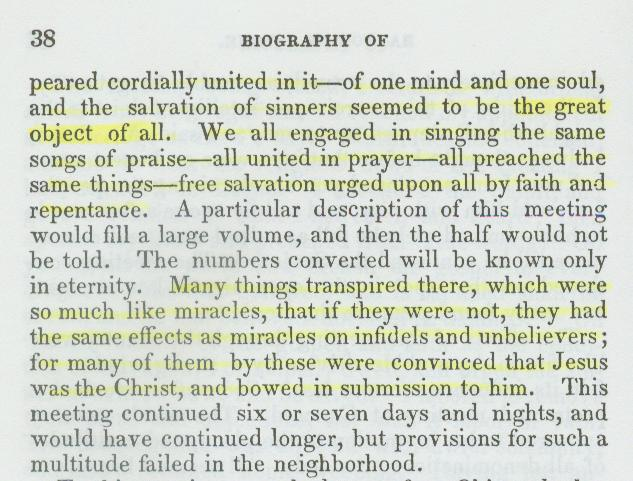 38 BIOGRAPHY OF
peared cordially united in it—of one mind and one soul,
and the salvation of sinners seemed to be the great
object of all. We all engaged in singing the same
songs of praise—all united in prayer—all preached the
same things—free salvation urged upon all by faith and
repentance. A particular description of this meeting
would fill a large volume, and then the half would not
be told. The numbers converted will be known only
in eternity. Many things transpired there, which were
so much like miracles, that if they were not, they had
the same effects as miracles on infidels and unbelievers;
for many of them by these were convinced that Jesus
was the Christ, and bowed in submission to him. This
meeting continued six or seven days and nights, and
would have continued longer, but provisions for such a
multitude failed in the neighborhood.